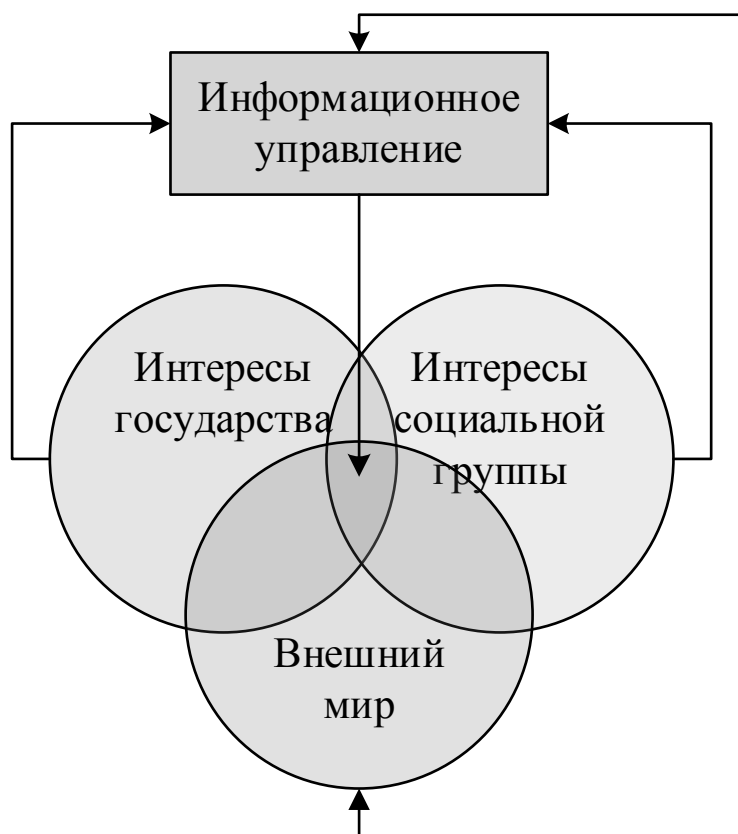 Информационное
управление
Интересы
государства
Интересы
социальной
группы
Внешний
мир